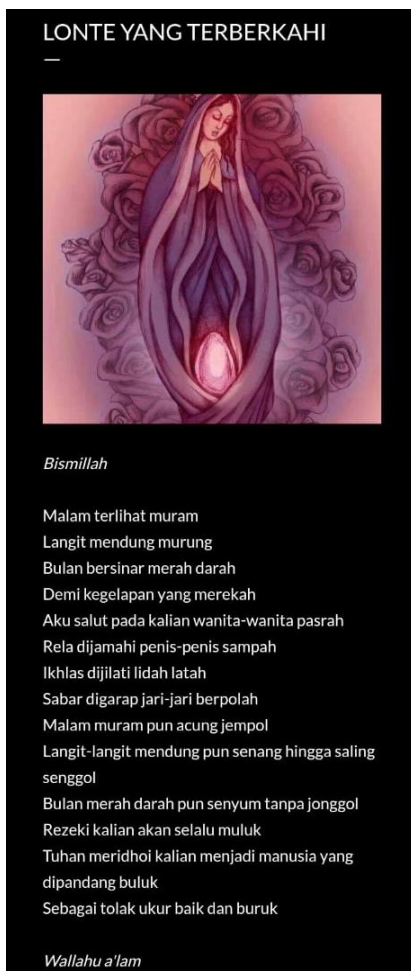 LONTE YANG TERBERKAHI
—
Bismillah
Malam terlihat muram
Langit mendung murung
Bulan bersinar merah darah
Demi kegelapan yang merekah
Aku salut pada kalian wanita-wanita pasrah
Rela dijamahi penis-penis sampah
Ikhlas dijilati lidah latah
Sabar digarap jari-jari berpolah
Malam muram pun acung jempol
Langit-langit mendung pun senang hingga saling
senggol
Bulan merah darah pun senyum tanpa jonggol
Rezeki kalian akan selalu muluk
Tuhan meridhoi kalian menjadi manusia yang
dipandang buluk
Sebagai tolak ukur baik dan buruk
Wallahu a'lam